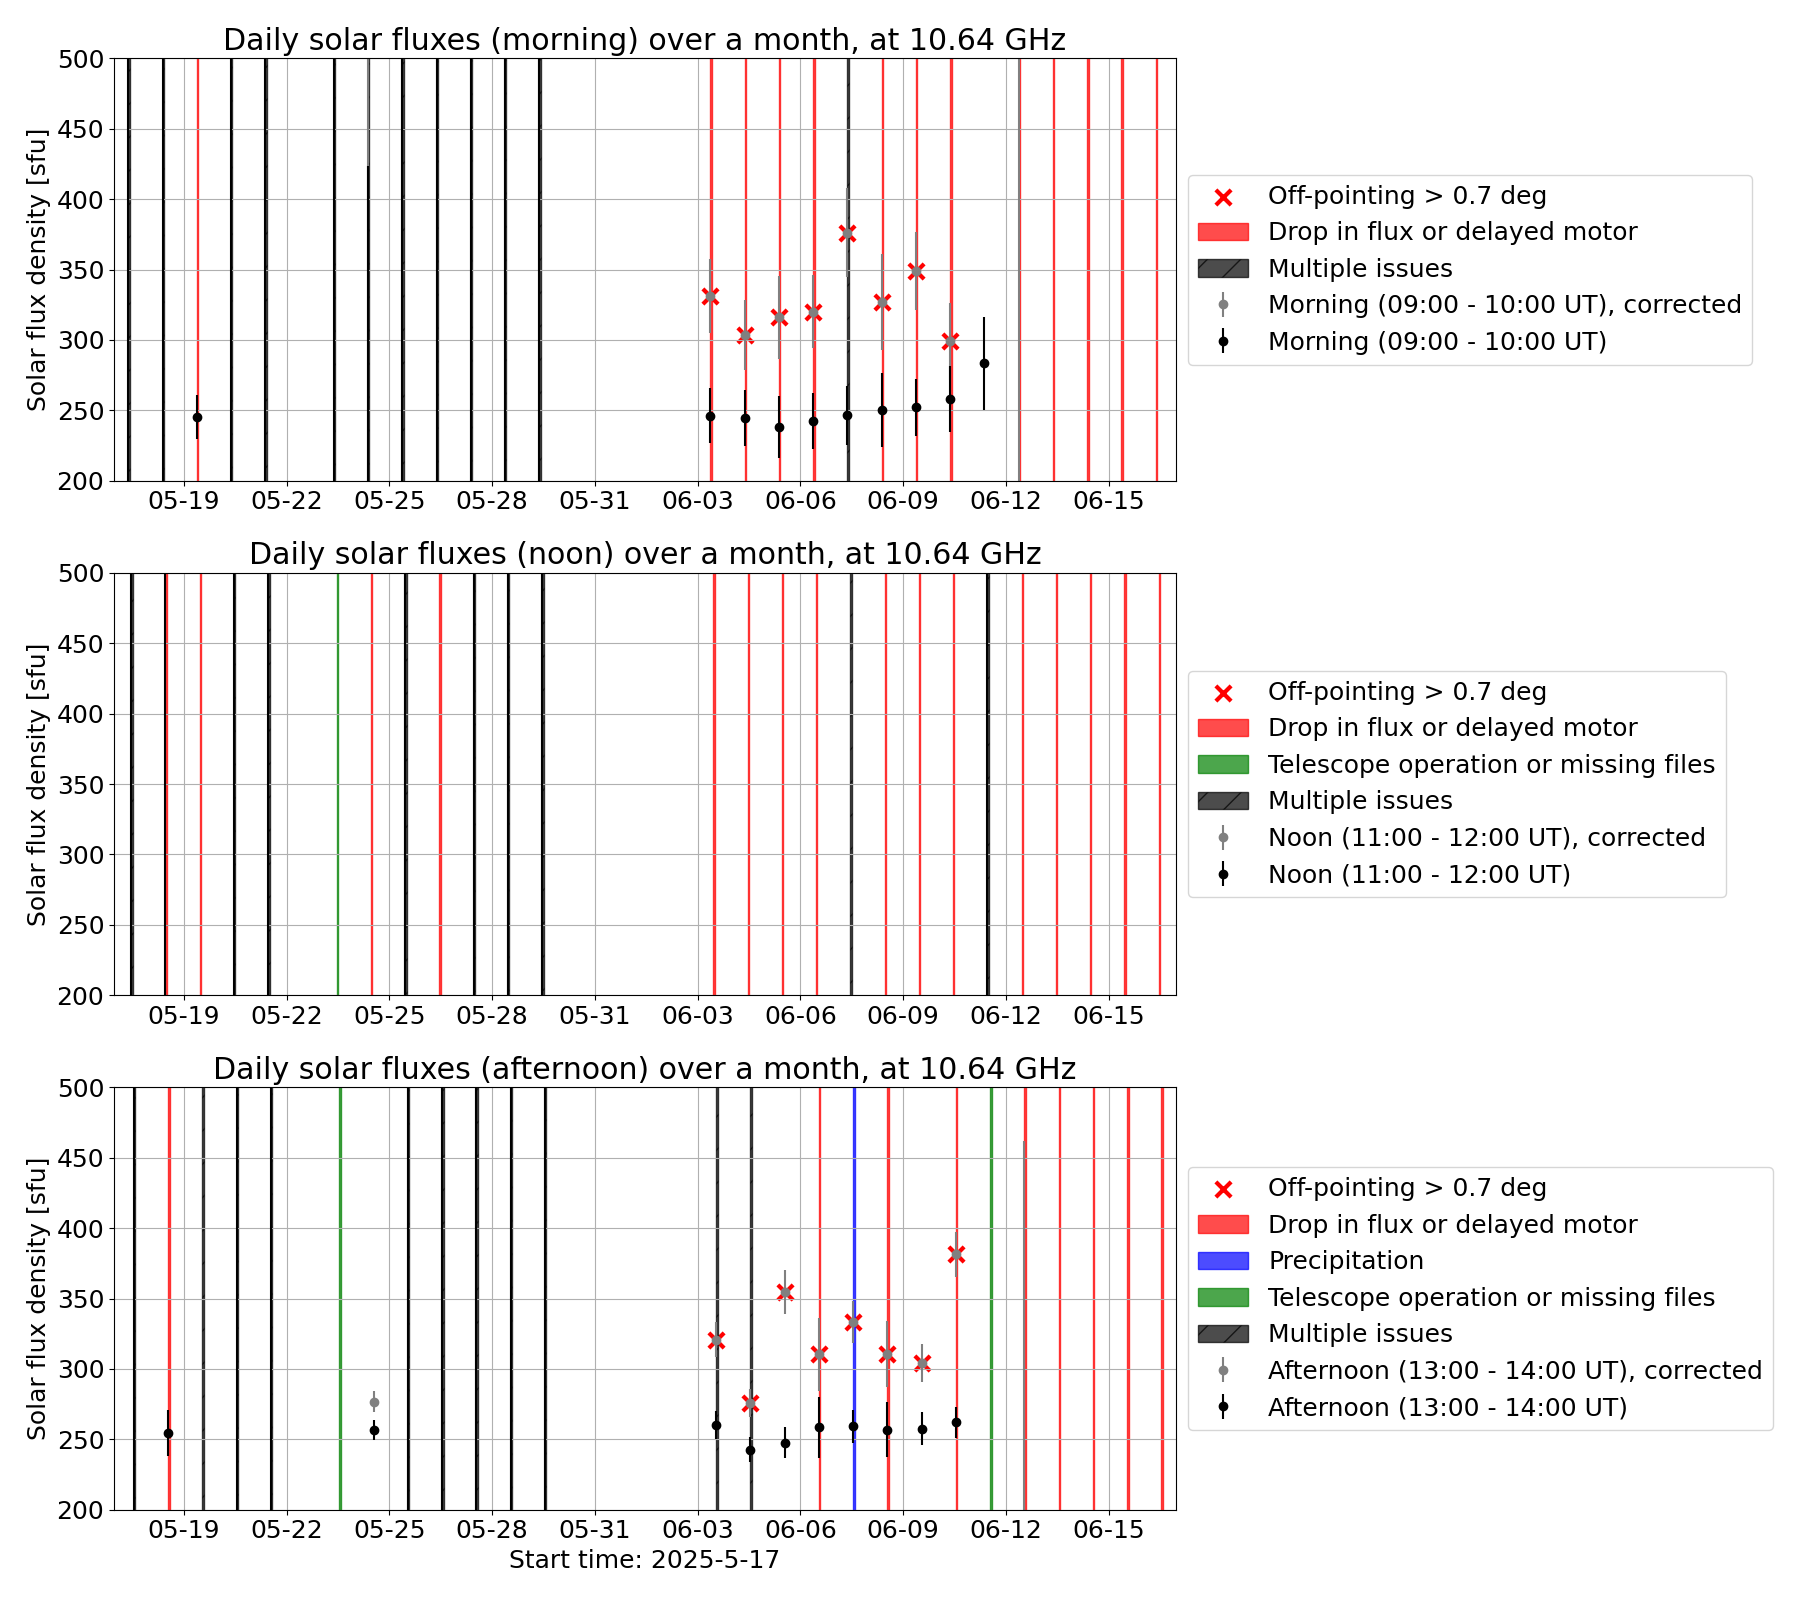 Daily solar fluxes (morning) over a month, at 10.64 GHz
Solar flux density [sfu]
500
450
400
350
300
250
200
05-19 05-22 05-25 05-28 05-31 06-03 06-06 06-09 06-12 06-15
Off-pointing > 0.7 deg
Drop in flux or delayed motor
Multiple issues
Morning (09:00 - 10:00 UT), corrected
Morning (09:00 - 10:00 UT)
Daily solar fluxes (noon) over a month, at 10.64 GHz
Solar flux density [sfu]
500
450
400
350
300
250
200
05-19 05-22 05-25 05-28 05-31 06-03 06-06 06-09 06-12 06-15
Off-pointing > 0.7 deg
Drop in flux or delayed motor
Telescope operation or missing files
Multiple issues
Noon (11:00 - 12:00 UT), corrected
Noon (11:00 - 12:00 UT)
Daily solar fluxes (afternoon) over a month, at 10.64 GHz
Solar flux density [sfu]
500
450
400
350
300
250
200
05-19 05-22 05-25 05-28 05-31 06-03 06-06 06-09 06-12 06-15
Start time: 2025-5-17
Off-pointing > 0.7 deg
Drop in flux or delayed motor
Precipitation
Telescope operation or missing files
Multiple issues
Afternoon (13:00 - 14:00 UT), corrected
Afternoon (13:00 - 14:00 UT)